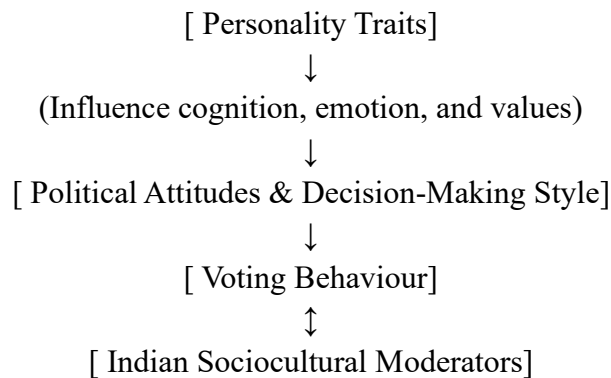 [ Personality Traits]
↓
(Influence cognition, emotion, and values)
↓
[ Political Attitudes & Decision-Making Style]
↓
[ Voting Behaviour]
↕
[ Indian Sociocultural Moderators]